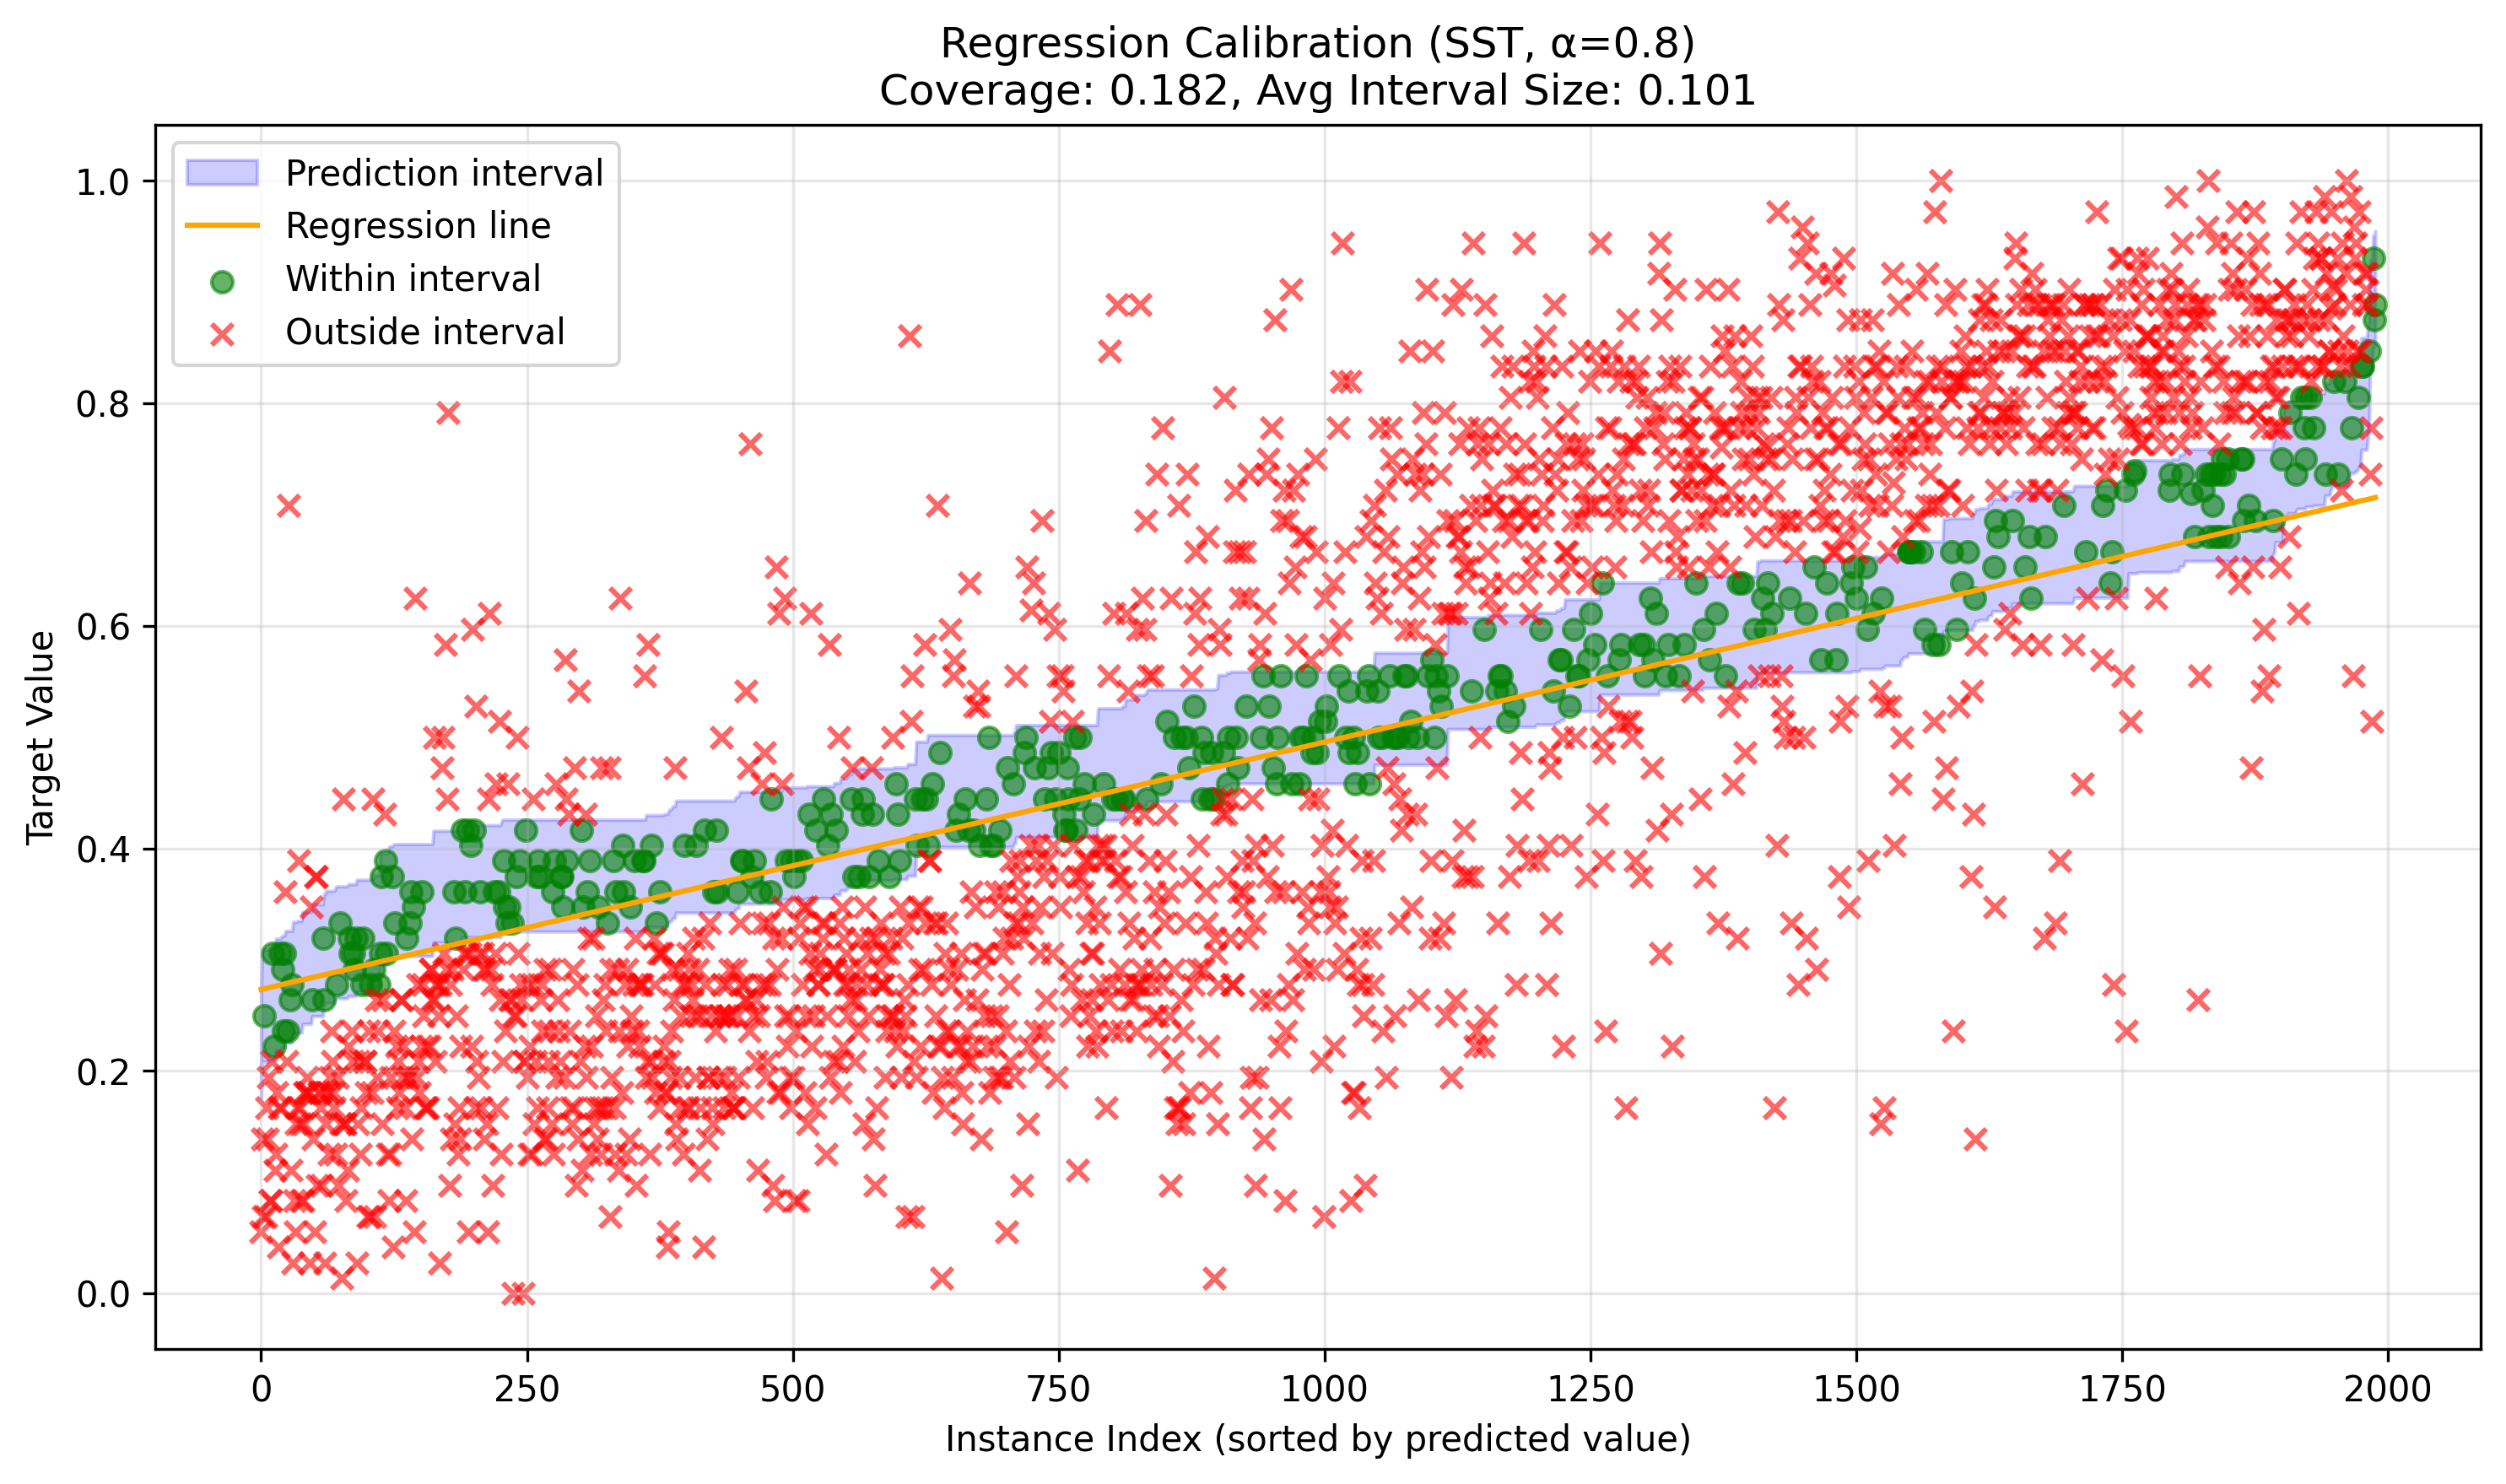 Regression Calibration (SST, α=0.8)
Coverage: 0.182, Avg Interval Size: 0.101
Prediction interval
Regression line
Within interval
Outside interval
Target Value
1.0
0.8
0.6
0.4
0.2
0.0
0 250 500 750 1000 1250 1500 1750 2000
Instance Index (sorted by predicted value)